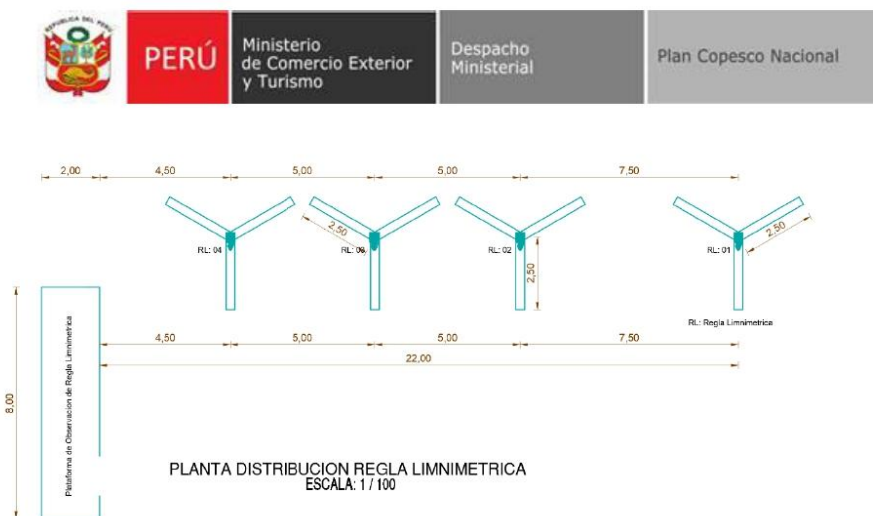 REPUBLICA DEL PERU
PERÚ
Ministerio
de Comercio Exterior
y Turismo
Despacho
Ministerial
Plan Copesco Nacional
2,00
4,50
5,00
5,00
7,50
2,50
2,50
RL: 04
RL: 03
RL: 02
RL: 01
2,50
RL: Regla Limnimetrica
4,50
5,00
5,00
7,50
22,00
8,00
Plataforma de Observacion de Regla Limnimetrica
PLANTA DISTRIBUCION REGLA LIMNIMETRICA
ESCALA: 1 / 100